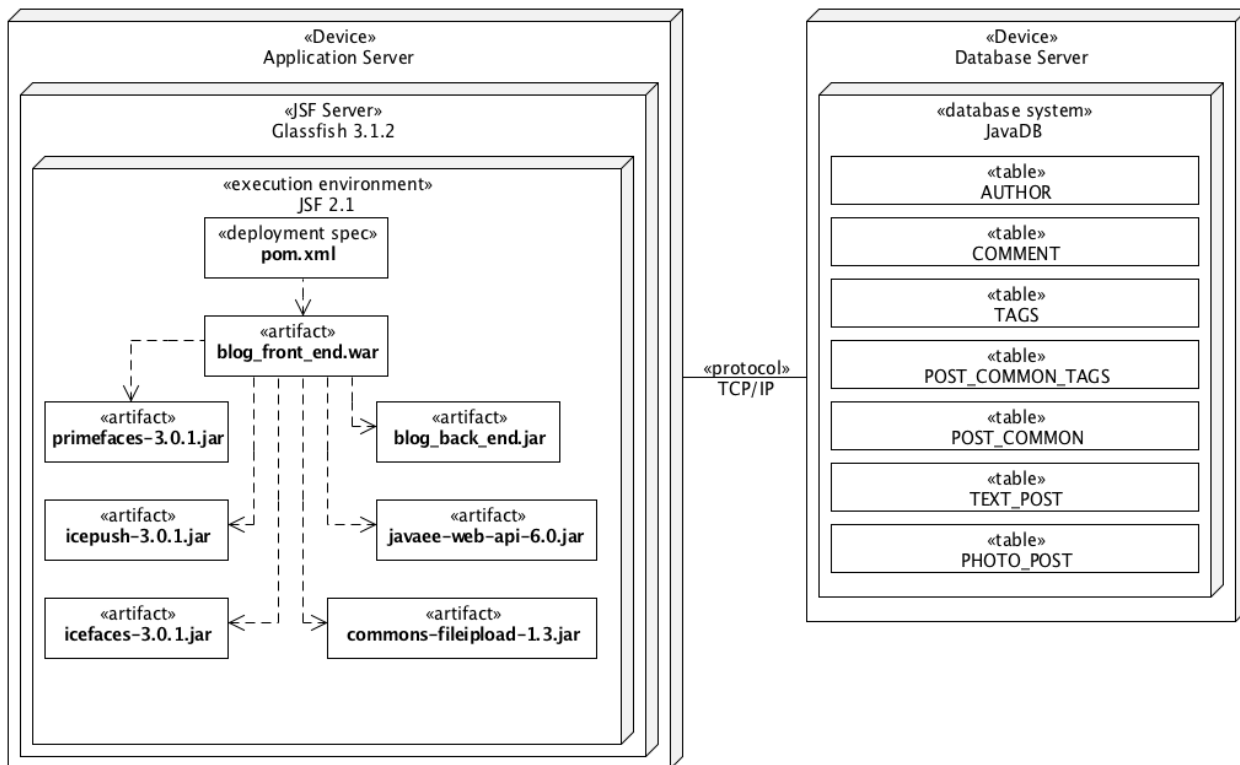 «Device»
Application Server
«JSF Server»
Glassfish 3.1.2
«execution environment»
JSF 2.1
«deployment spec»
pom.xml
«artifact»
blog_front_end.war
«artifact»
primefaces-3.0.1.jar
«artifact»
blog_back_end.jar
«artifact»
icepush-3.0.1.jar
«artifact»
javaee-web-api-6.0.jar
«artifact»
icefaces-3.0.1.jar
«artifact»
commons-fileipload-1.3.jar
«protocol»
TCP/IP
«Device»
Database Server
«database system»
JavaDB
«table»
AUTHOR
«table»
COMMENT
«table»
TAGS
«table»
POST_COMMON_TAGS
«table»
POST_COMMON
«table»
TEXT_POST
«table»
PHOTO_POST